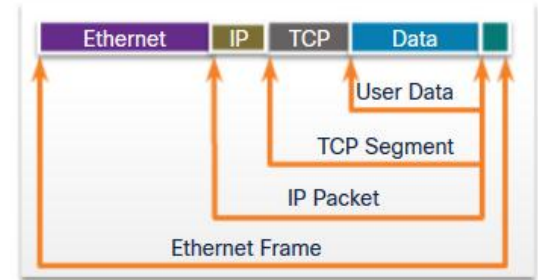 Ethernet IP TCP Data
User Data
TCP Segment
IP Packet
Ethernet Frame